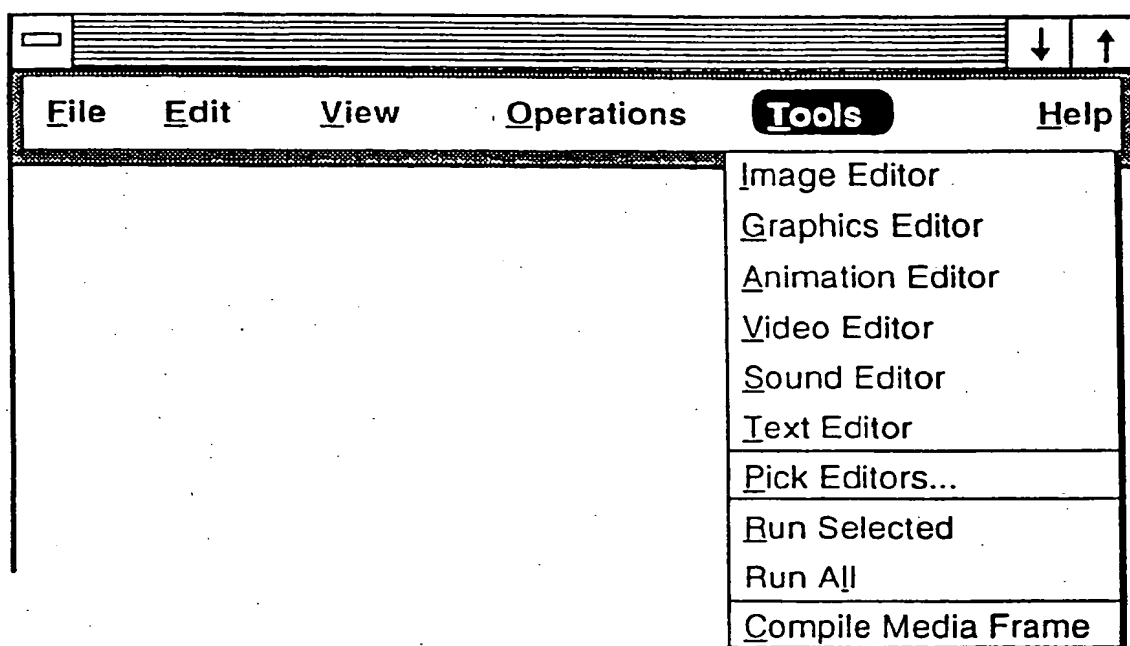 File Edit View Operations Tools Help
Image Editor
Graphics Editor
Animation Editor
Video Editor
Sound Editor
Text Editor
Pick Editors...
Run Selected
Run All
Compile Media Frame